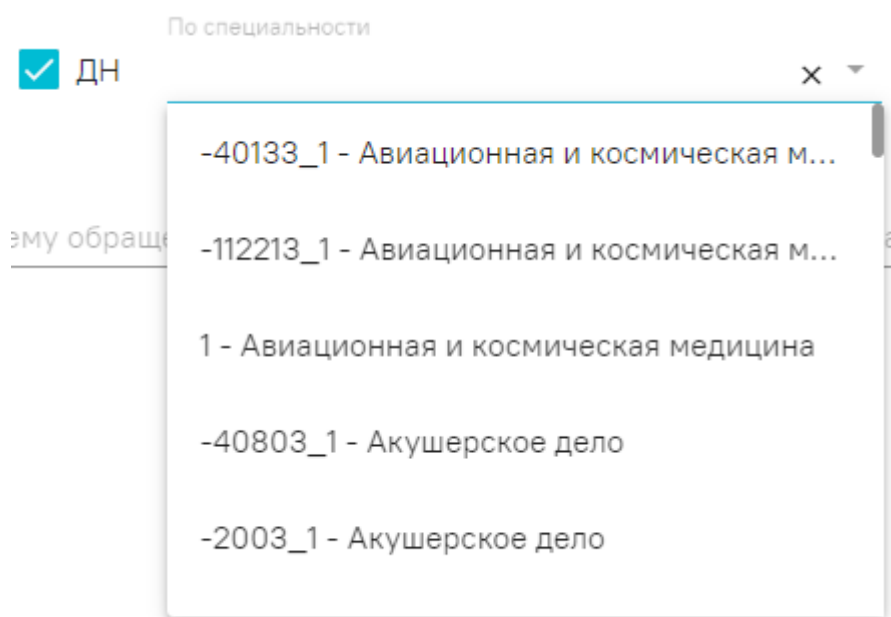 По специальности
ДН
-40133_1 - Авиационная и космическая м...
ему
-112213_1 - Авиационная и космическая м...
1 - Авиационная и космическая медицина
-40803_1 - Акушерское дело
-2003_1 - Акушерское дело